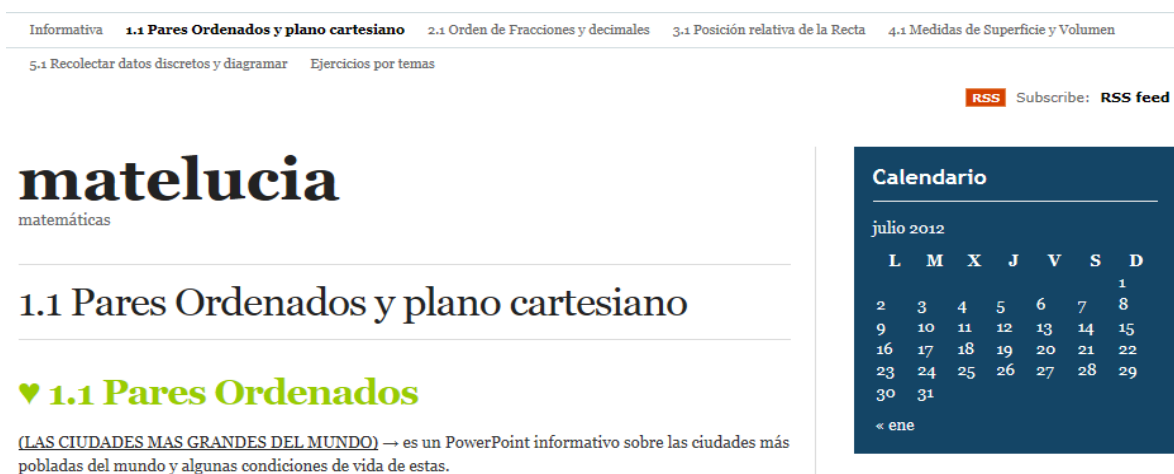 Informativa 1.1 Pares Ordenados y plano cartesiano 2.1 Orden de Fracciones y decimales 3.1 Posición relativa de la Recta 4.1 Medidas de Superficie y Volumen
5.1 Recolectar datos discretos y diagramar Ejercicios por temas
RSS Subscribe: RSS feed
matelucia
matemáticas
1.1 Pares Ordenados y plano cartesiano
♥ 1.1 Pares Ordenados
(LAS CIUDADES MAS GRANDES DEL MUNDO) → es un PowerPoint informativo sobre las ciudades más
pobladas del mundo y algunas condiciones de vida de estas.
Calendario
julio 2012
L M X J V S D
1
2 3 4 5 6 7 8
9 10 11 12 13 14 15
16 17 18 19 20 21 22
23 24 25 26 27 28 29
30 31
« ene